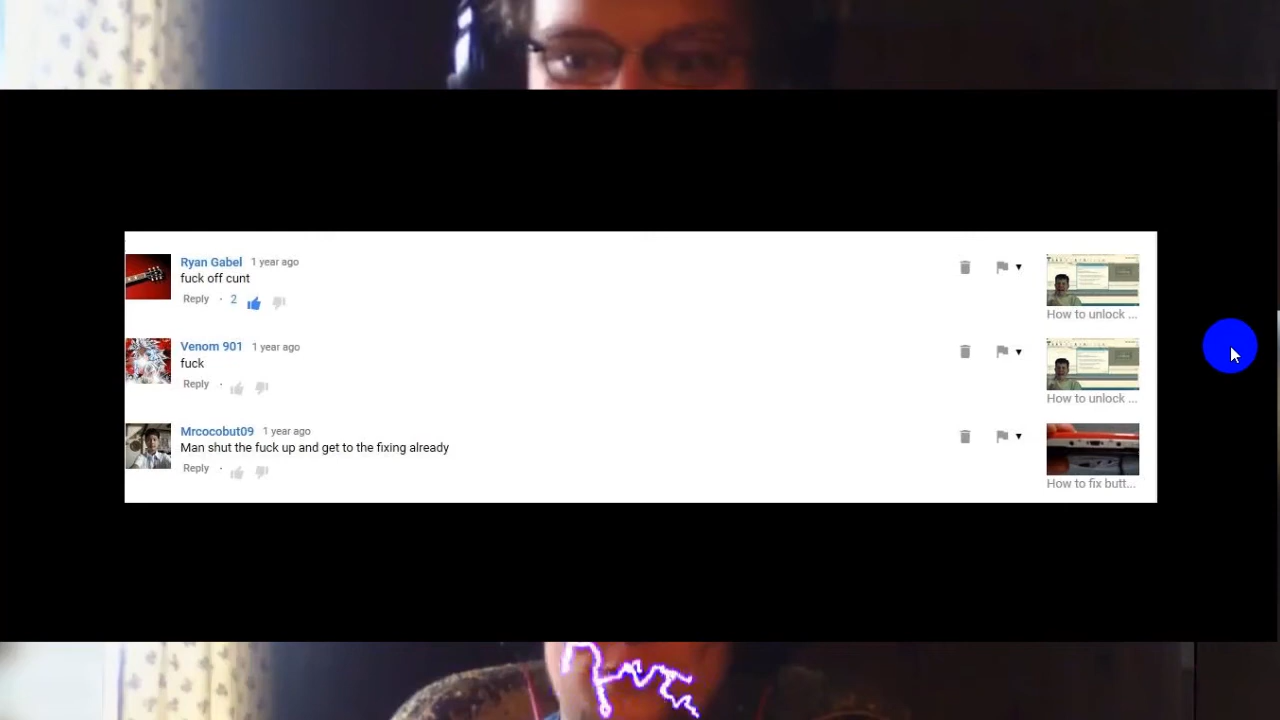 Ryan Gabel 1 year ago
fuck off cunt
Reply · 2
How to unlock ...
Venom 901 1 year ago
fuck
Reply ·
How to unlock ...
Mrcocobut09 1 year ago
Man shut the fuck up and get to the fixing already
Reply ·
How to fix butt...